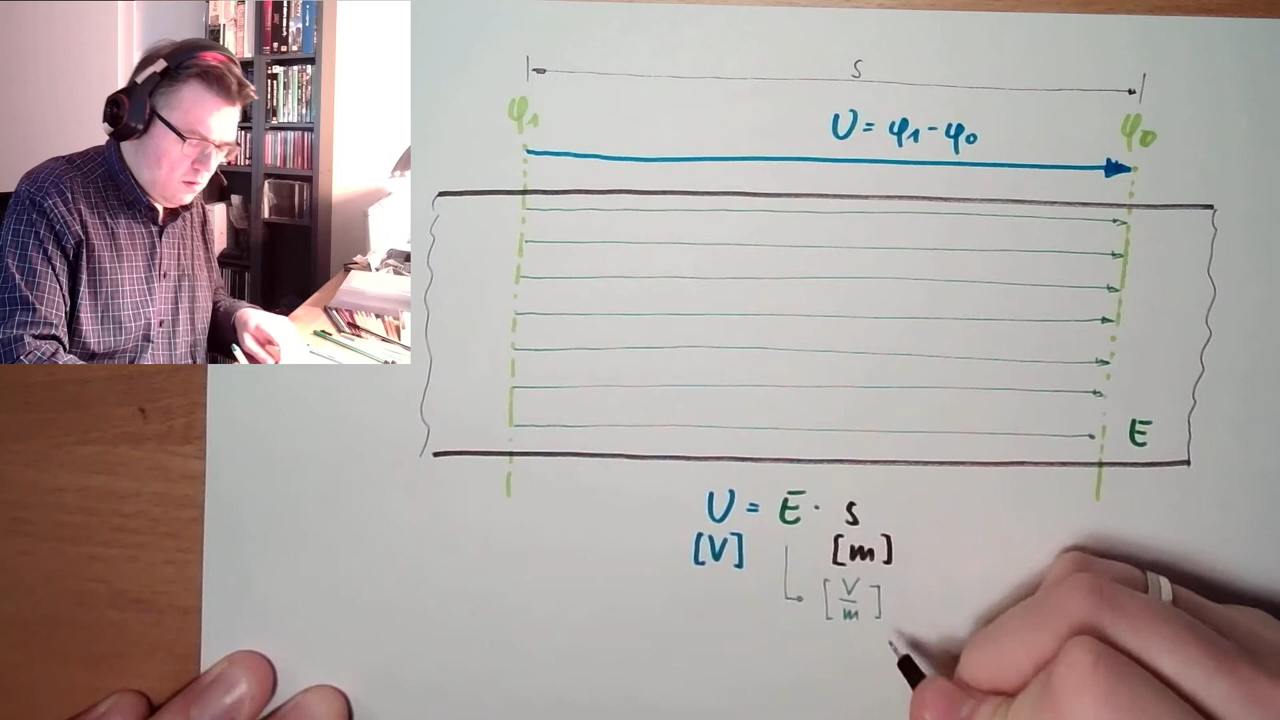 s
φ₁
U = φ₁ - φ₀
φ₀
E
U = E · s
[V] [m]
[V/m]